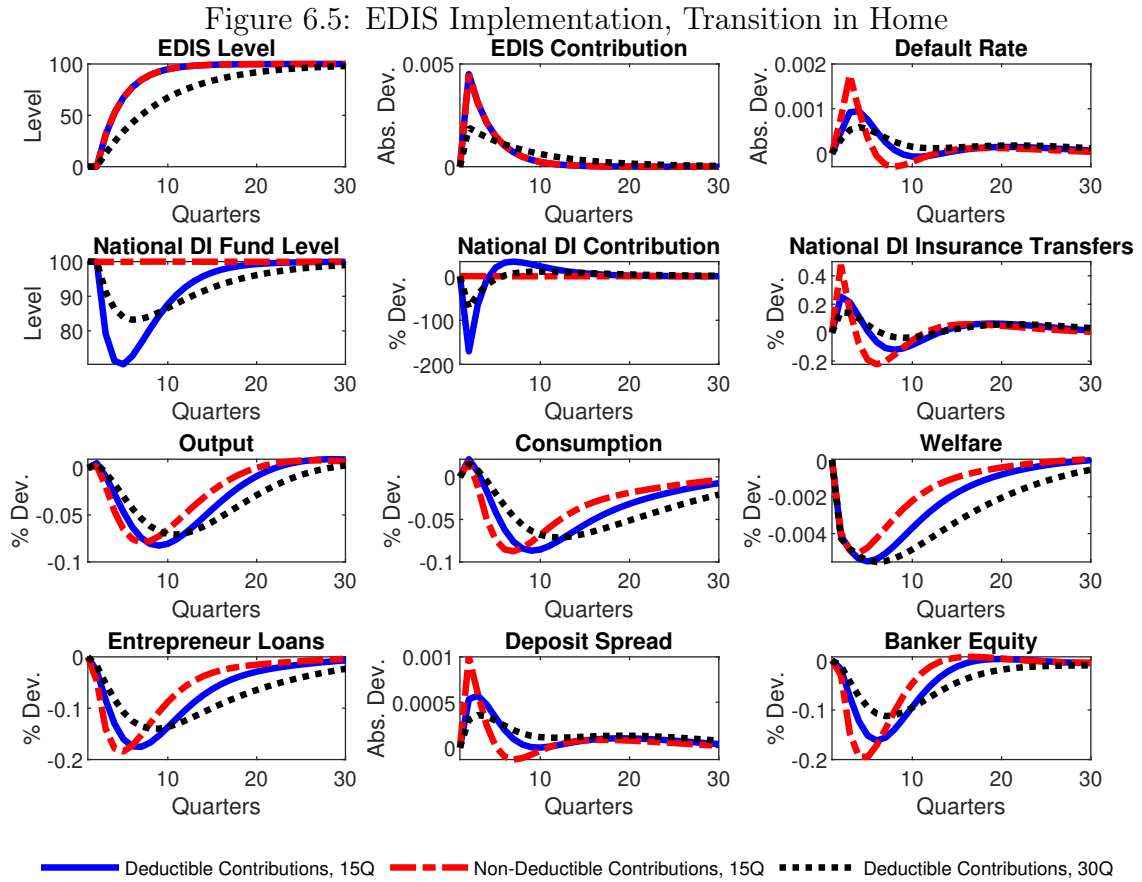 Figure 6.5: EDIS Implementation, Transition in Home
EDIS Level
Level
100
50
0
10
20
30
Quarters
EDIS Contribution
Abs. Dev.
0.005
0
10
20
30
Quarters
Default Rate
Abs. Dev.
0.002
0.001
0
10
20
30
Quarters
National DI Fund Level
Level
100
90
80
10
20
30
Quarters
National DI Contribution
% Dev.
0
-100
-200
10
20
30
Quarters
National DI Insurance Transfers
% Dev.
0.4
0.2
0
-0.2
10
20
30
Quarters
Output
% Dev.
0
-0.05
-0.1
10
20
30
Quarters
Consumption
% Dev.
0
-0.05
-0.1
10
20
30
Quarters
Welfare
% Dev.
0
-0.002
-0.004
10
20
30
Quarters
Entrepreneur Loans
% Dev.
0
-0.1
-0.2
10
20
30
Quarters
Deposit Spread
Abs. Dev.
0.001
0.0005
0
10
20
30
Quarters
Banker Equity
% Dev.
0
-0.1
-0.2
10
20
30
Quarters
Deductible Contributions, 15Q
Non-Deductible Contributions, 15Q
Deductible Contributions, 30Q